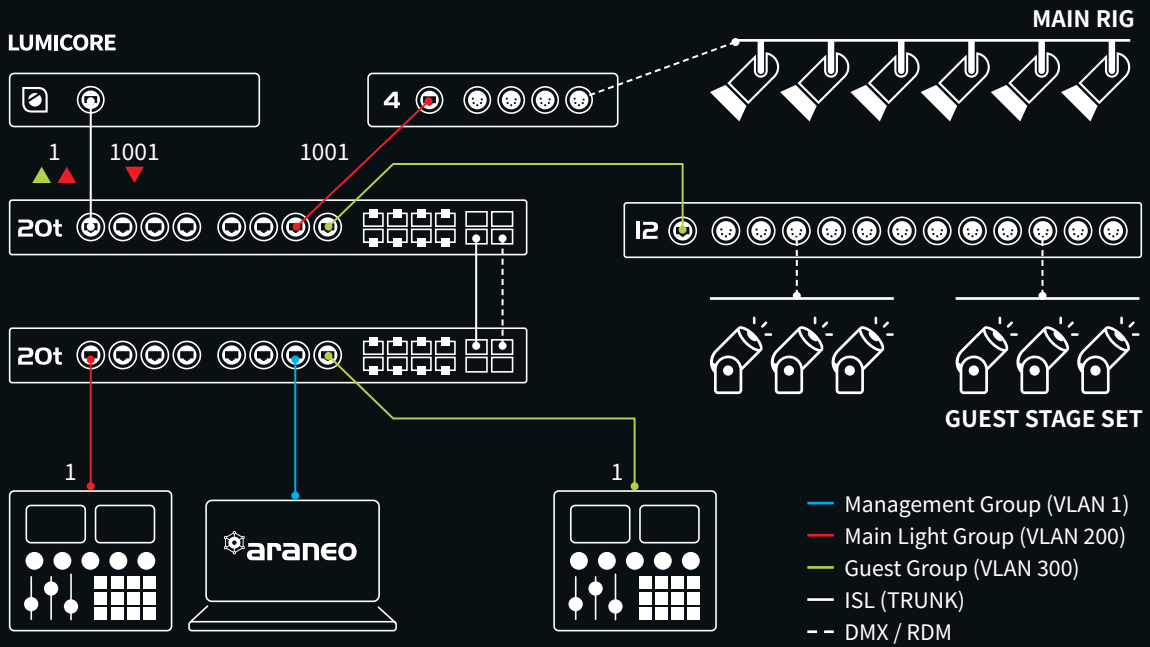 MAIN RIG
LUMICORE
4
1 1001 1001
20t
12
20t
GUEST STAGE SET
1 1
araneo
Management Group (VLAN 1)
Main Light Group (VLAN 200)
Guest Group (VLAN 300)
ISL (TRUNK)
DMX / RDM